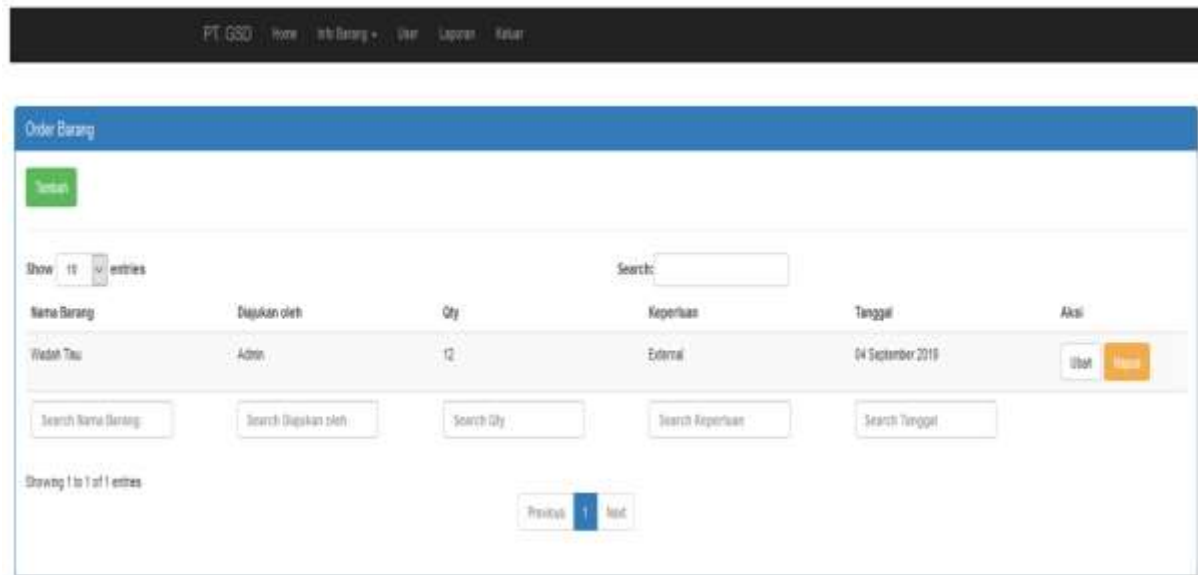 PT. GSD Home Info Barang User Laporan Keluar
Order Barang
Tambah
Show 10 entries Search:
Nama Barang Diajukan oleh Qty Keperluan Tanggal Aksi
Wadah Tisu Admin 12 External 04 September 2019 Ubah Hapus
Search Nama Barang Search Diajukan oleh Search Qty Search Keperluan Search Tanggal
Showing 1 to 1 of 1 entries
Previous 1 Next